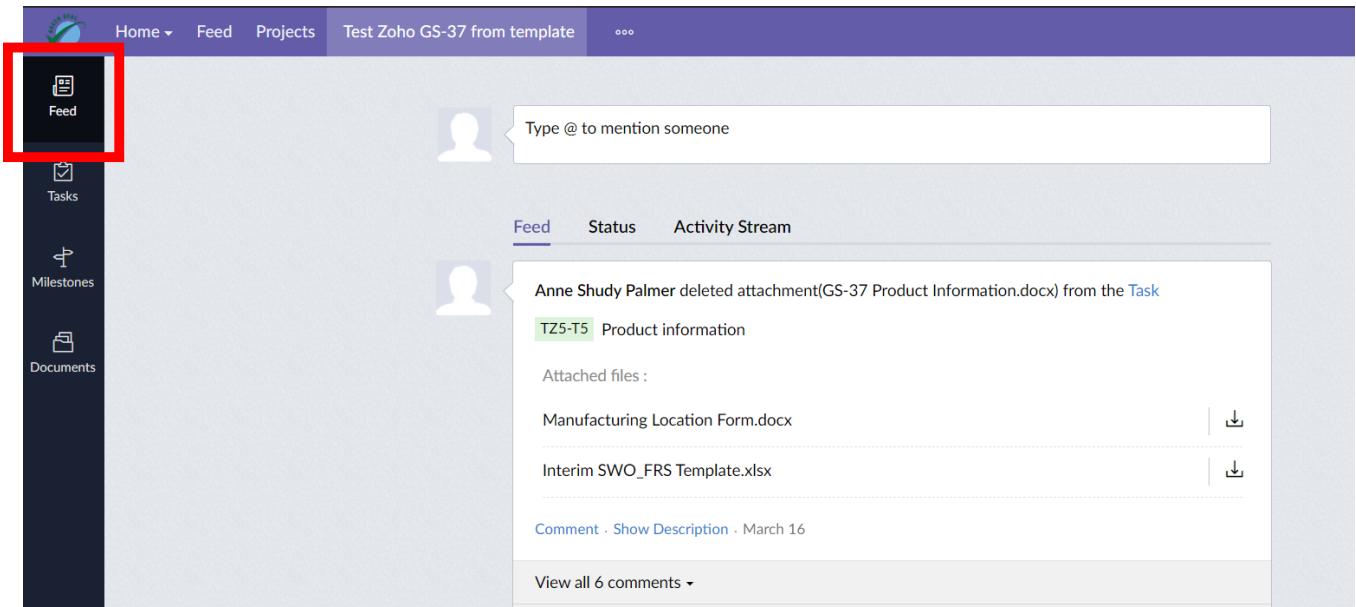 Home Feed Projects Test Zoho GS-37 from template
Feed
Tasks
Milestones
Documents
Type @ to mention someone
Feed Status Activity Stream
Anne Shudy Palmer deleted attachment(GS-37 Product Information.docx) from the Task
TZ5-T5 Product information
Attached files :
Manufacturing Location Form.docx
Interim SWO_FRS Template.xlsx
Comment . Show Description . March 16
View all 6 comments